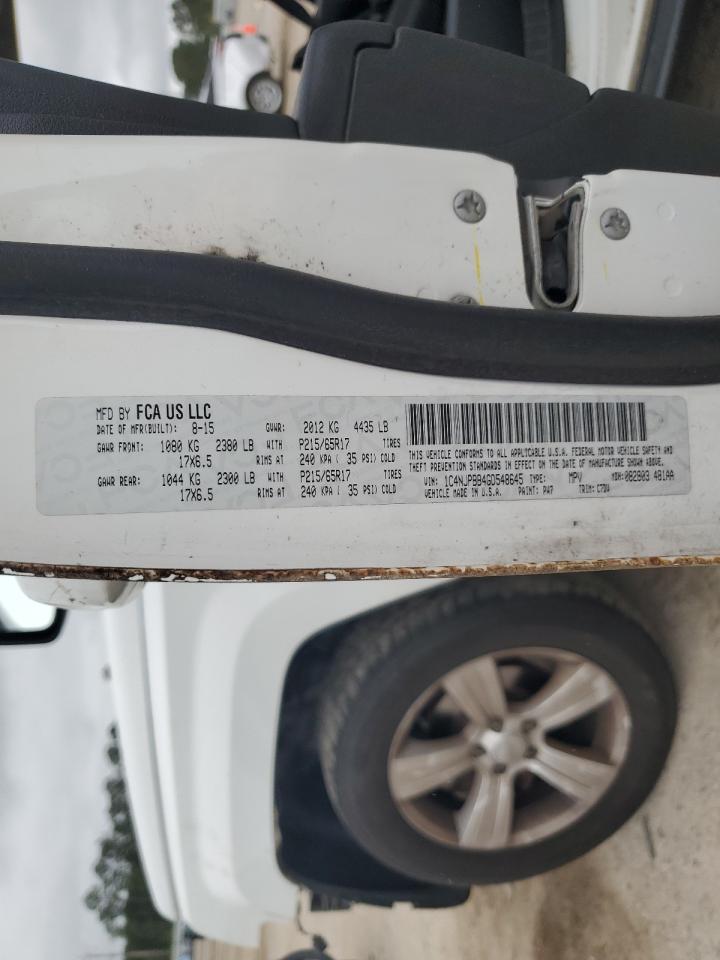 MFD BY FCA US LLC
DATE OF MFR(BUILT): 8-15 GVWR: 2012 KG 4435 LB
GAWR FRONT: 1080 KG 2380 LB WITH P215/65R17 TIRES
17X6.5 RIMS AT 240 KPA ( 35 PSI) COLD
GAWR REAR: 1044 KG 2300 LB WITH P215/65R17 TIRES
17X6.5 RIMS AT 240 KPA ( 35 PSI) COLD
THIS VEHICLE CONFORMS TO ALL APPLICABLE U.S.A. FEDERAL MOTOR VEHICLE SAFETY AND
THEFT PREVENTION STANDARDS IN EFFECT ON THE DATE OF MANUFACTURE SHOWN ABOVE.
VIN: 1C4NJPBB4GD548645 TYPE: MPV MDH: 082803 481AA
VEHICLE MADE IN U.S.A. PAINT: PW7 TRIM: